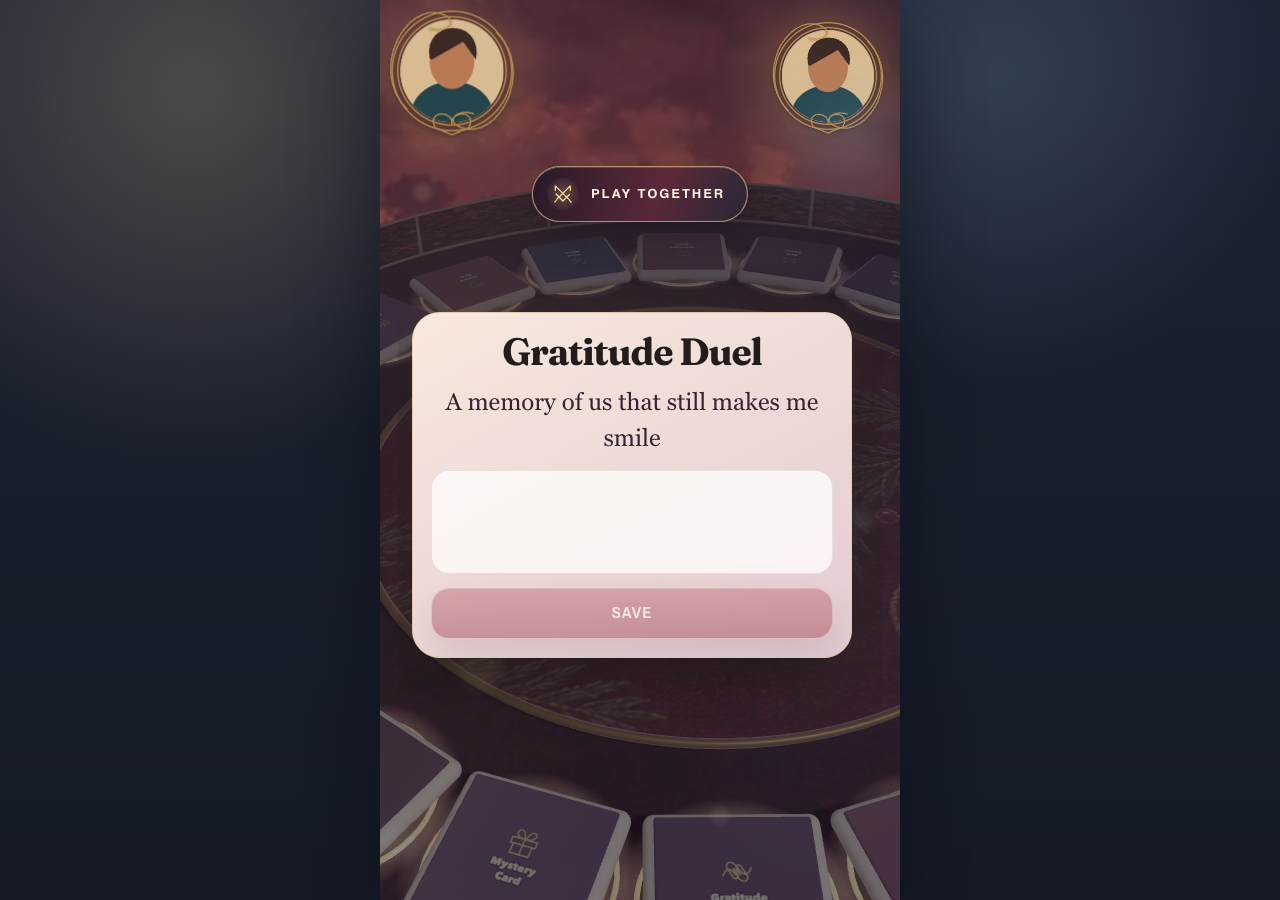 PLAY TOGETHER
Gratitude Duel
A memory of us that still makes me
smile
SAVE
Mystery
Card
Gratitude